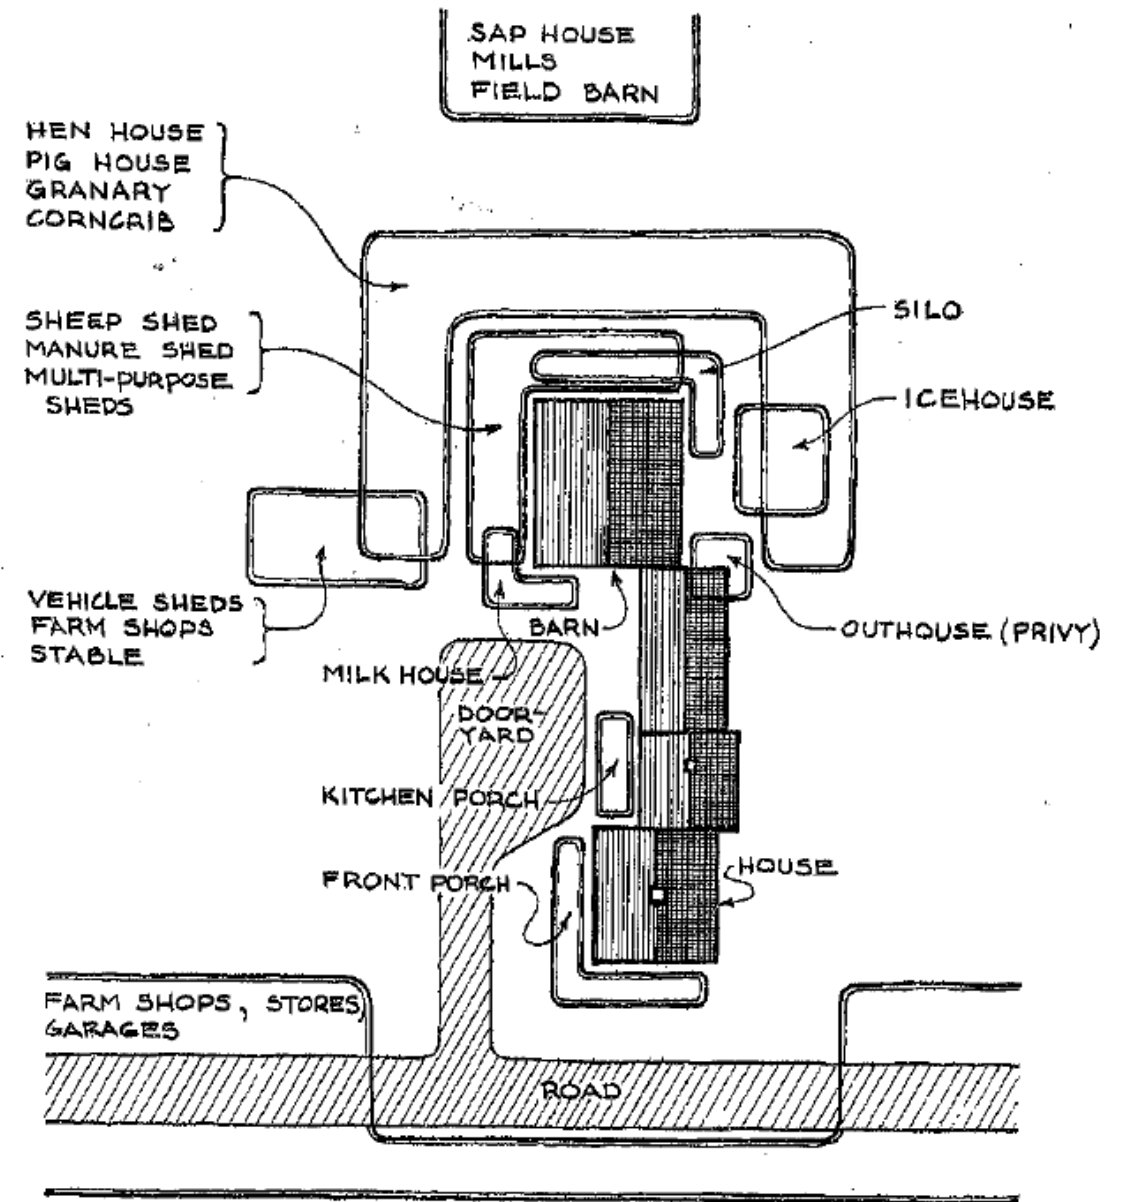 SAP HOUSE
MILLS
FIELD BARN
HEN HOUSE
PIG HOUSE
GRANARY
CORNCRIB
SILO
SHEEP SHED
MANURE SHED
MULTI-PURPOSE
SHEDS
ICEHOUSE
VEHICLE SHEDS
FARM SHOPS
STABLE
BARN
OUTHOUSE (PRIVY)
MILK HOUSE
DOOR-
YARD
KITCHEN PORCH
HOUSE
FRONT PORCH
FARM SHOPS, STORES,
GARAGES
ROAD